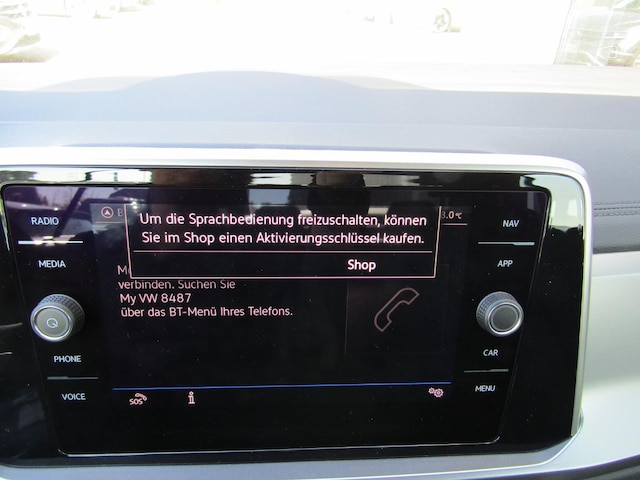 RADIO
MEDIA
PHONE
VOICE
Um die Sprachbedienung freizuschalten, können
Sie im Shop einen Aktivierungsschlüssel kaufen.
Shop
verbinden. Suchen Sie
My VW 8487
über das BT-Menü Ihres Telefons.
SOS
NAV
APP
CAR
MENU